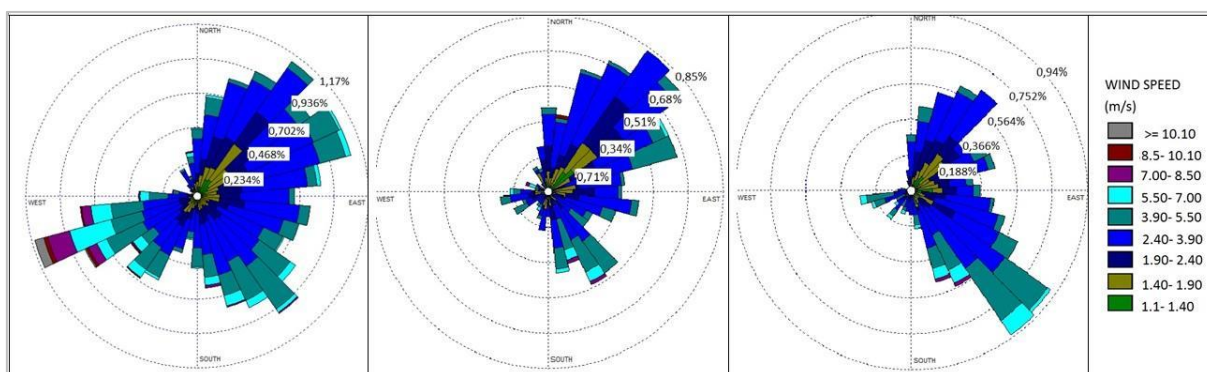 NORTH
1,17%
0,936%
0,702%
0,468%
0,234%
WEST
EAST
SOUTH
NORTH
0,85%
0,68%
0,51%
0,34%
0,71%
WEST
EAST
SOUTH
NORTH
0,94%
0,752%
0,564%
0,366%
0,188%
WEST
EAST
SOUTH
WIND SPEED
(m/s)
>= 10.10
8.5- 10.10
7.00- 8.50
5.50- 7.00
3.90- 5.50
2.40- 3.90
1.90- 2.40
1.40- 1.90
1.1- 1.40